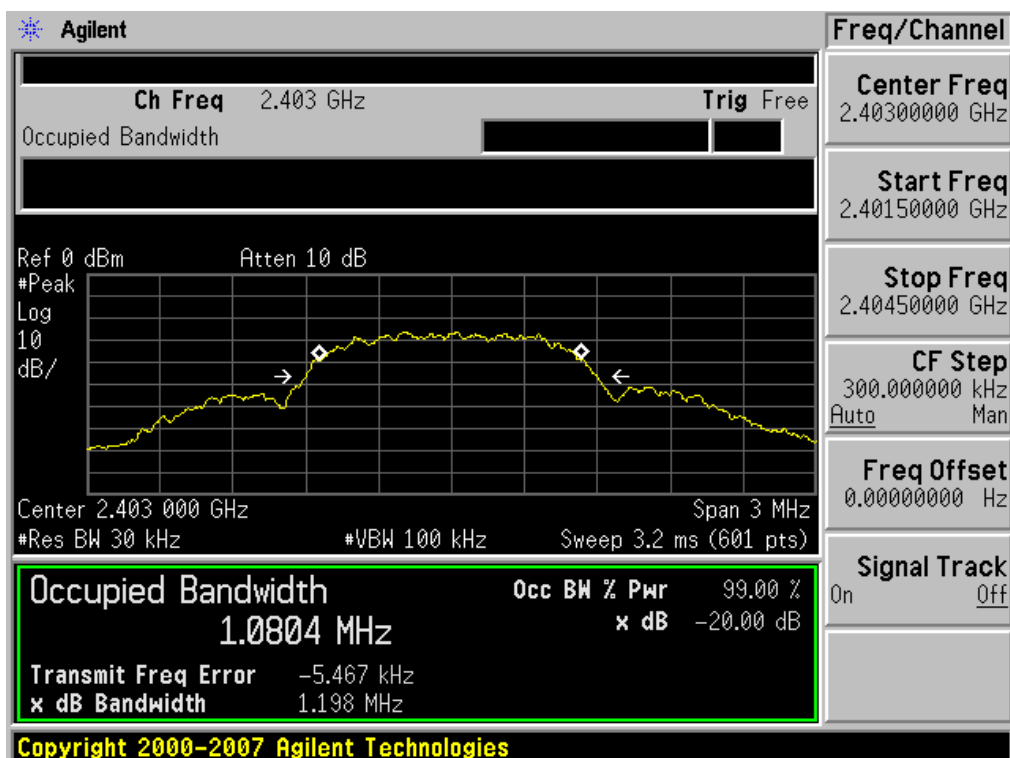 Agilent
Freq/Channel
Ch Freq 2.403 GHz Trig Free
Occupied Bandwidth
Center Freq
2.40300000 GHz
Start Freq
2.40150000 GHz
Stop Freq
2.40450000 GHz
CF Step
300.000000 kHz
Auto Man
Freq Offset
0.00000000 Hz
Signal Track
On Off
Ref 0 dBm Atten 10 dB
#Peak
Log
10
dB/
Center 2.403 000 GHz Span 3 MHz
#Res BW 30 kHz #VBW 100 kHz Sweep 3.2 ms (601 pts)
Occupied Bandwidth Occ BW % Pwr 99.00 %
1.0804 MHz x dB -20.00 dB
Transmit Freq Error -5.467 kHz
x dB Bandwidth 1.198 MHz
Copyright 2000-2007 Agilent Technologies